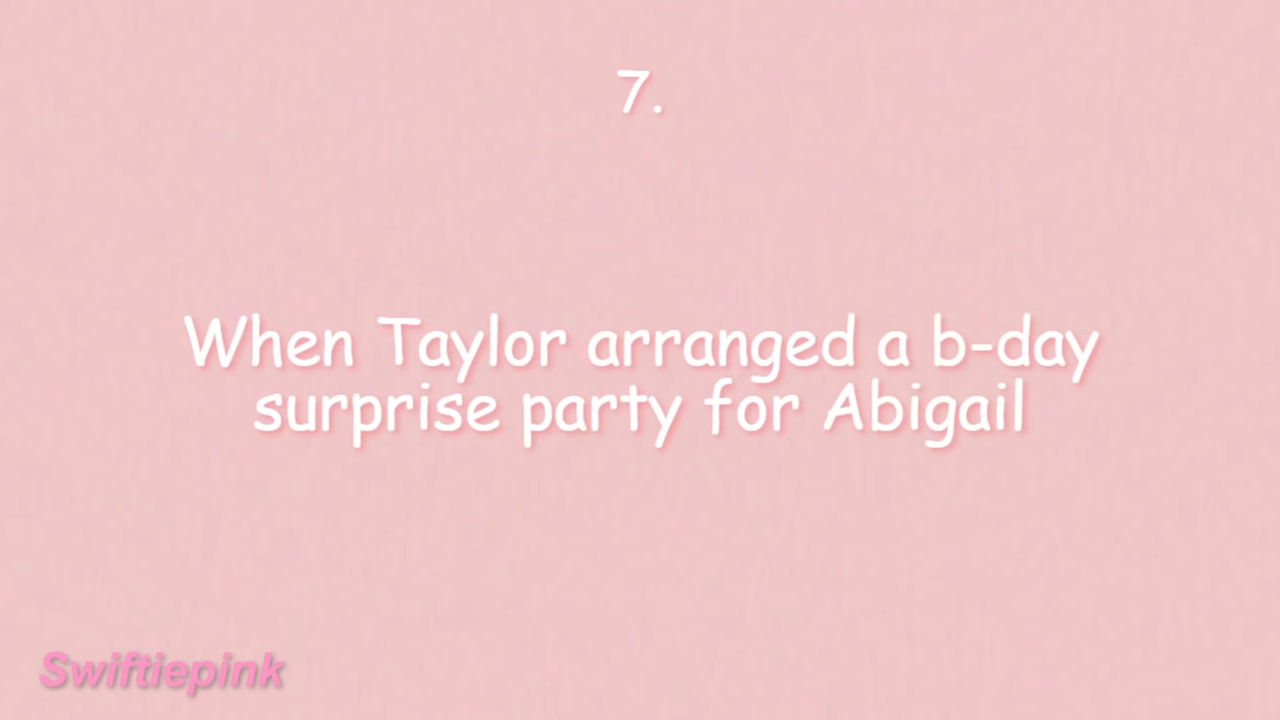 7.
When Taylor arranged a b-day
surprise party for Abigail
Swiftiepink